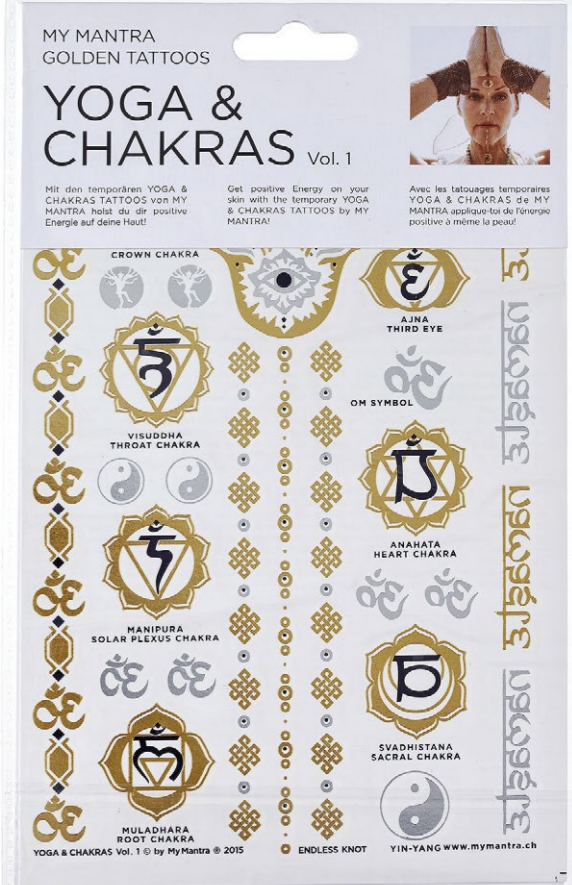 MY MANTRA
GOLDEN TATTOOS
YOGA &
CHAKRAS Vol. 1
Mit den temporären YOGA &
CHAKRAS TATTOOS von MY
MANTRA holst du dir positive
Energie auf deine Haut!
Get positive Energy on your
skin with the temporary YOGA
& CHAKRAS TATTOOS by MY
MANTRA!
Avec les tatouages temporaires
YOGA & CHAKRAS de MY
MANTRA applique-toi de l'énergie
positive à même la peau!
CROWN CHAKRA
AJNA
THIRD EYE
OM SYMBOL
VISUDDHA
THROAT CHAKRA
ANAHATA
HEART CHAKRA
MANIPURA
SOLAR PLEXUS CHAKRA
SVADHISTANA
SACRAL CHAKRA
MULADHARA
ROOT CHAKRA
namaste
namaste
namaste
YOGA & CHAKRAS Vol. 1 © by My Mantra ® 2015
ENDLESS KNOT
YIN-YANG www.mymantra.ch